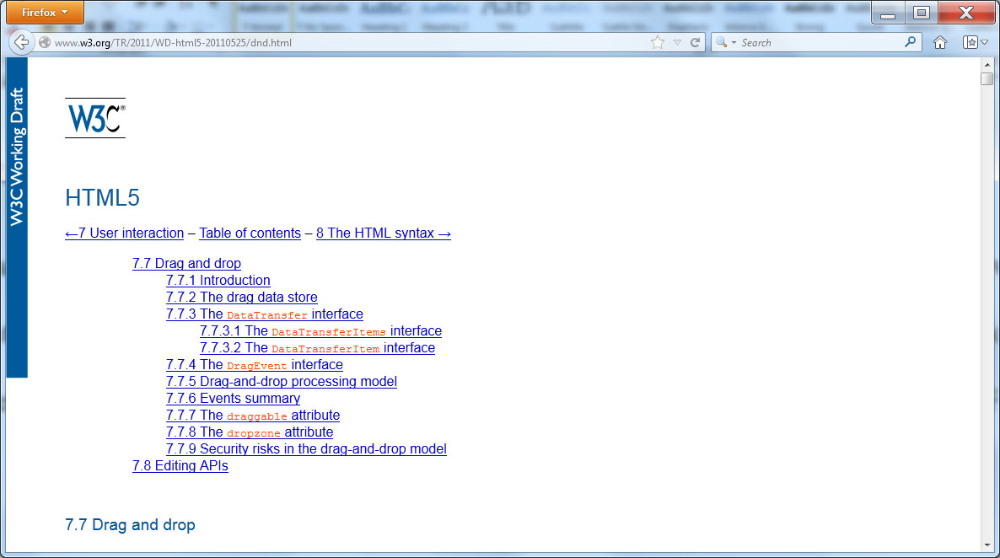 Firefox
www.w3.org/TR/2011/WD-html5-20110525/dnd.html
Search
W3C Working Draft
W3C®
HTML5
←7 User interaction – Table of contents – 8 The HTML syntax →
7.7 Drag and drop
7.7.1 Introduction
7.7.2 The drag data store
7.7.3 The DataTransfer interface
7.7.3.1 The DataTransferItems interface
7.7.3.2 The DataTransferItem interface
7.7.4 The DragEvent interface
7.7.5 Drag-and-drop processing model
7.7.6 Events summary
7.7.7 The draggable attribute
7.7.8 The dropzone attribute
7.7.9 Security risks in the drag-and-drop model
7.8 Editing APIs
7.7 Drag and drop